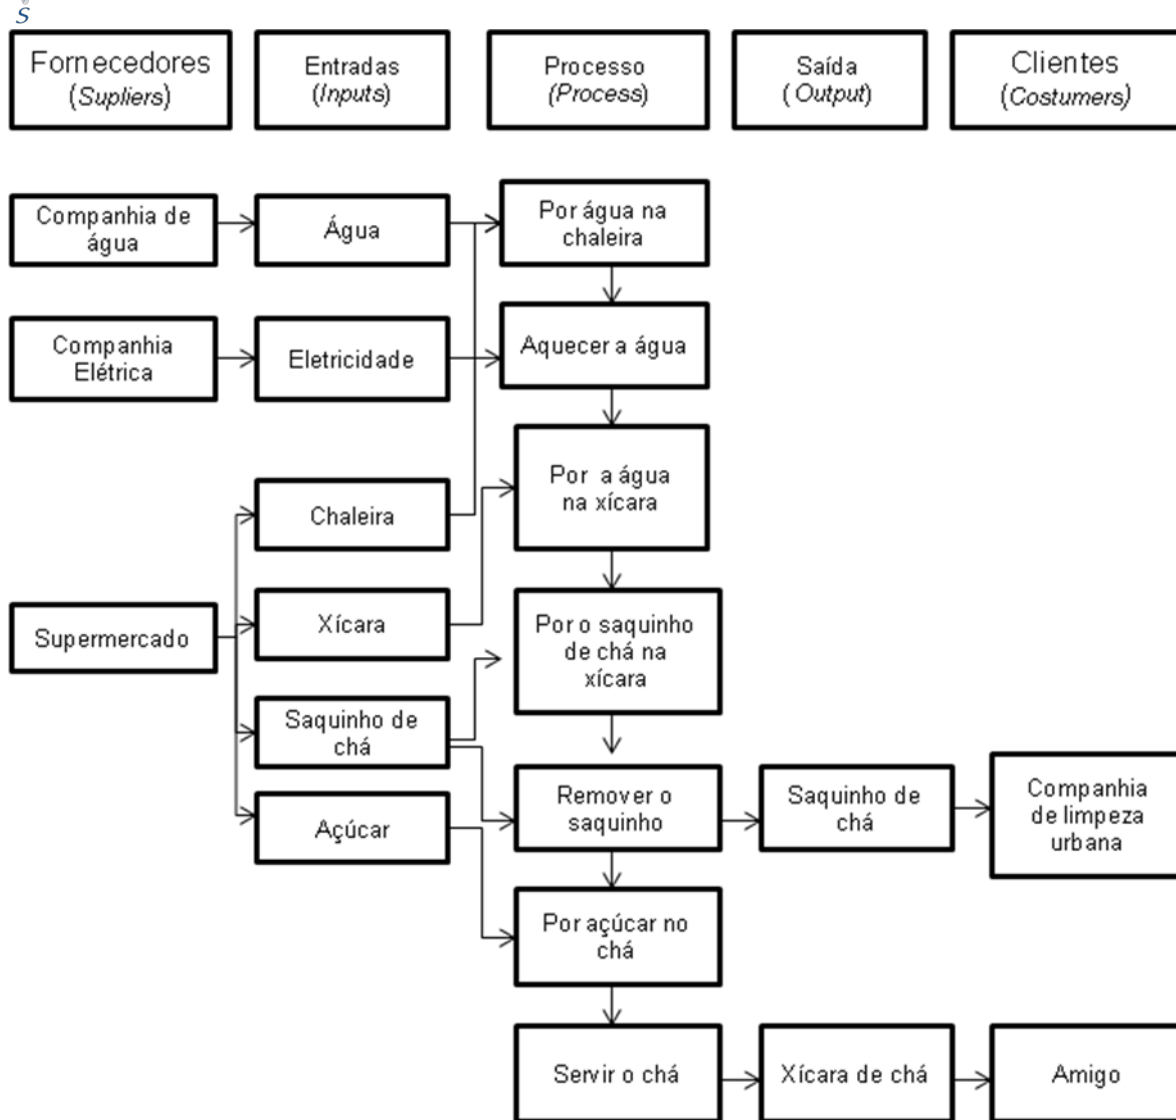 S
Fornecedores
(Supliers)
Entradas
(Inputs)
Processo
(Process)
Saída
( Output)
Clientes
(Costumers)
Companhia de
água
Água
Por água na
chaleira
Companhia
Elétrica
Eletricidade
Aquecer a água
Chaleira
Por a água
na xícara
Supermercado
Xícara
Por o saquinho
de chá na
xícara
Saquinho de
chá
Açúcar
Remover o
saquinho
Saquinho de
chá
Companhia
de limpeza
urbana
Por açúcar no
chá
Servir o chá
Xícara de chá
Amigo